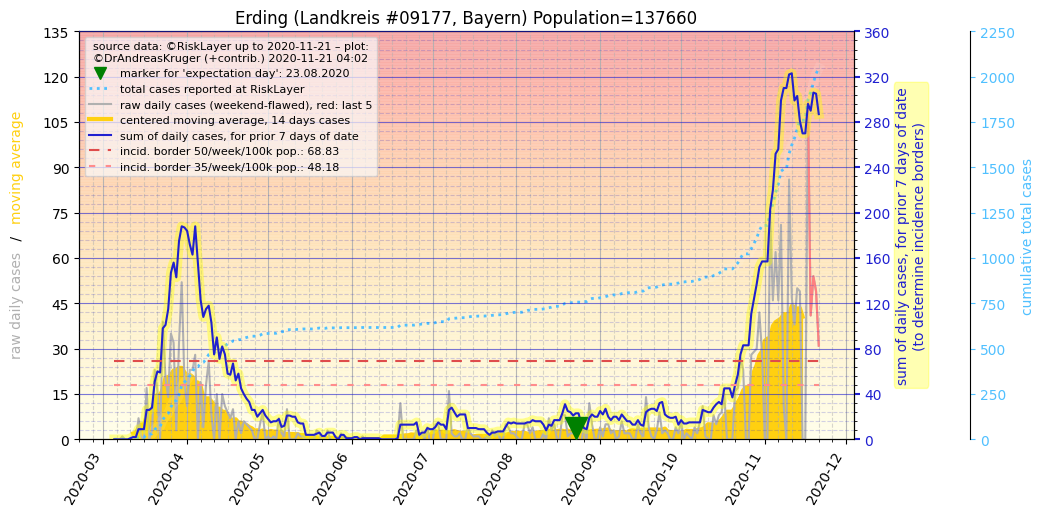 Erding (Landkreis #09177, Bayern) Population=137660
source data: ©RiskLayer up to 2020-11-21 – plot:
©DrAndreasKruger (+contrib.) 2020-11-21 04:02
marker for 'expectation day': 23.08.2020
total cases reported at RiskLayer
raw daily cases (weekend-flawed), red: last 5
centered moving average, 14 days cases
sum of daily cases, for prior 7 days of date
incid. border 50/week/100k pop.: 68.83
incid. border 35/week/100k pop.: 48.18
raw daily cases / moving average
135
120
105
90
75
60
45
30
15
0
360
320
280
240
200
160
120
80
40
0
sum of daily cases, for prior 7 days of date
(to determine incidence borders)
2250
2000
1750
1500
1250
1000
750
500
250
0
cumulative total cases
2020-03
2020-04
2020-05
2020-06
2020-07
2020-08
2020-09
2020-10
2020-11
2020-12